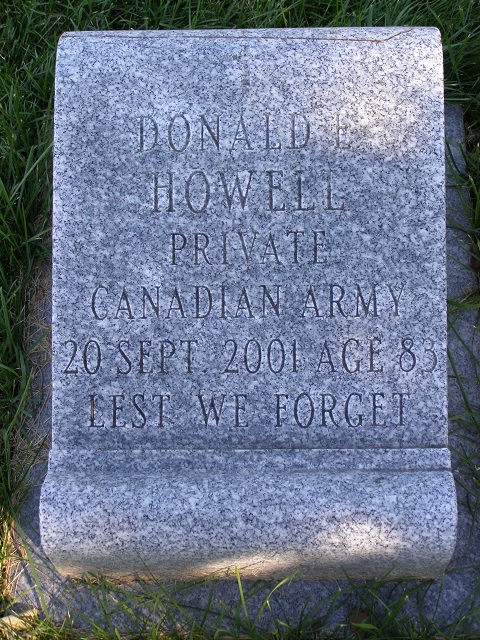 DONALD E
HOWELL
PRIVATE
CANADIAN ARMY
20 SEPT. 2001 AGE 83
LEST WE FORGET